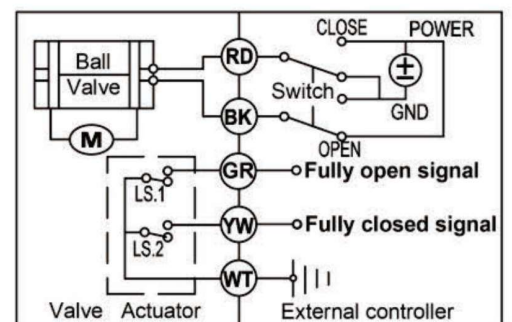 CLOSE POWER
Ball
Valve
RD
Switch
±
GND
BK
OPEN
M
GR
Fully open signal
LS.1
YW
Fully closed signal
LS.2
WT
Valve Actuator
External controller